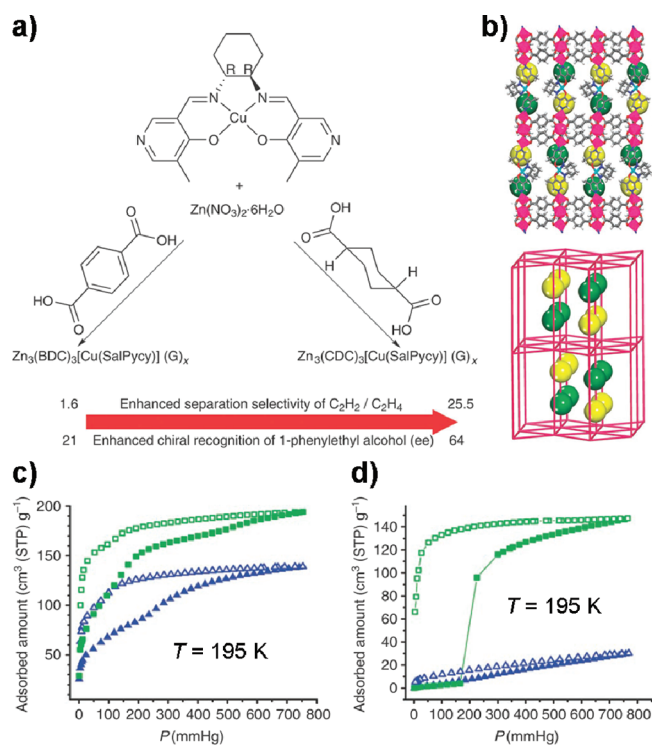 a)
b)
R R
N N
Cu
N O O N
+
Zn(NO₃)₂·6H₂O
O
OH
HO
O
O OH
H H
O
OH
Zn₃(BDC)₃[Cu(SalPycy)] (G)ₓ Zn₃(CDC)₃[Cu(SalPycy)] (G)ₓ
1.6 Enhanced separation selectivity of C₂H₂ / C₂H₄ 25.5
21 Enhanced chiral recognition of 1-phenylethyl alcohol (ee) 64
c)
Adsorbed amount (cm³ (STP) g⁻¹)
200
150
100
50
T = 195 K
0 100 200 300 400 500 600 700 800
P(mmHg)
d)
Adsorbed amount (cm³ (STP) g⁻¹)
140
120
100
80
60
40
20
0
T = 195 K
0 100 200 300 400 500 600 700 800
P(mmHg)